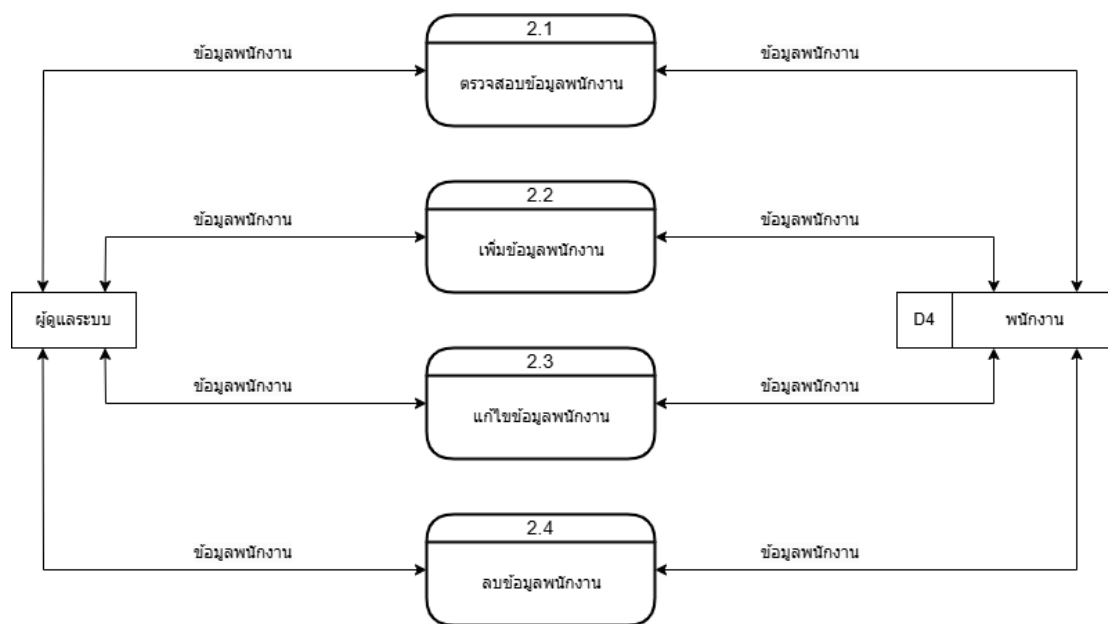 2.1
ข้อมูลพนักงาน
ข้อมูลพนักงาน
ตรวจสอบข้อมูลพนักงาน
2.2
ข้อมูลพนักงาน
ข้อมูลพนักงาน
เพิ่มข้อมูลพนักงาน
ผู้ดูแลระบบ
D4
พนักงาน
2.3
ข้อมูลพนักงาน
ข้อมูลพนักงาน
แก้ไขข้อมูลพนักงาน
2.4
ข้อมูลพนักงาน
ข้อมูลพนักงาน
ลบข้อมูลพนักงาน